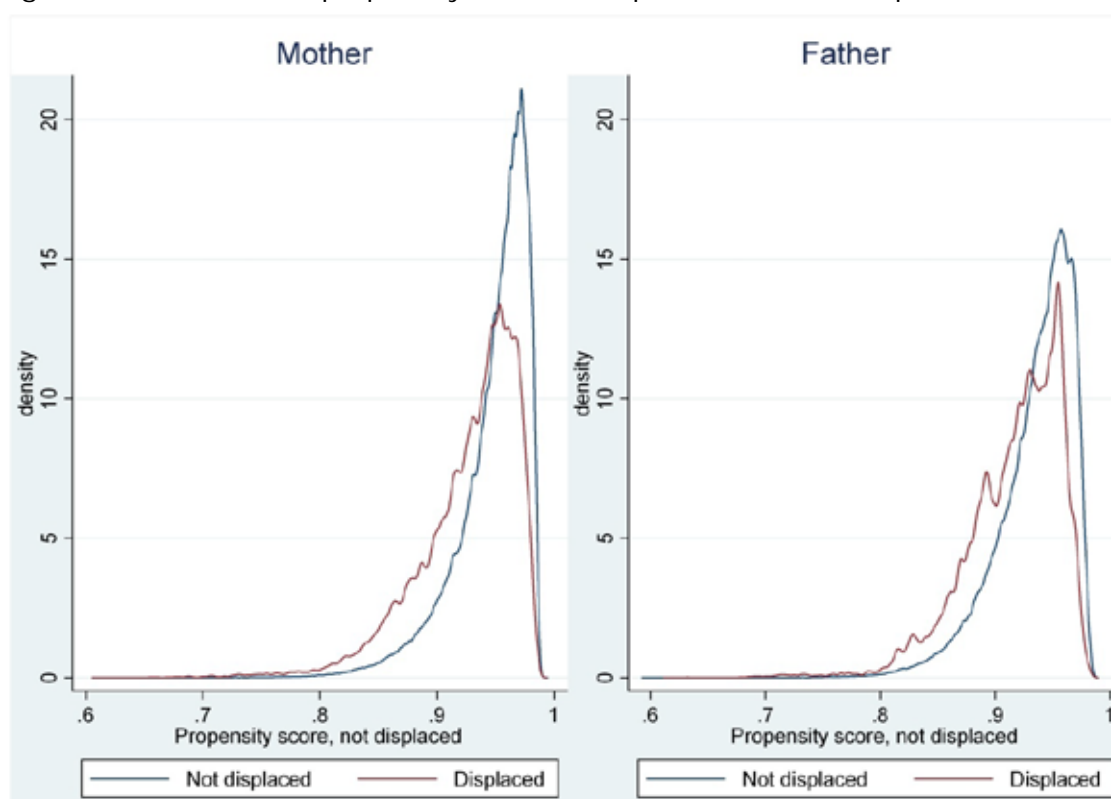 Mother
Father
20
15
10
5
0
density
.6
.7
.8
.9
1
Propensity score, not displaced
Not displaced
Displaced
20
15
10
5
0
density
.6
.7
.8
.9
1
Propensity score, not displaced
Not displaced
Displaced